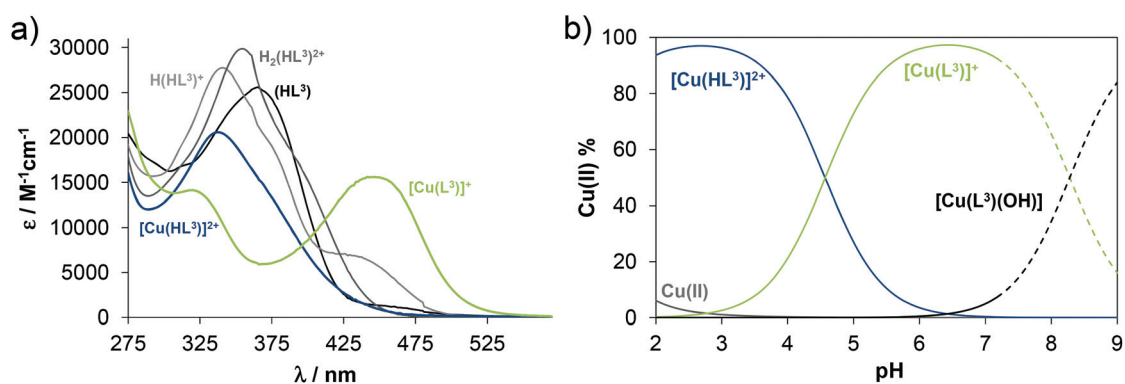 a)
30000
25000
20000
15000
10000
5000
0
ε / M⁻¹cm⁻¹
H(HL³)⁺
H₂(HL³)²⁺
(HL³)
[Cu(L³)]⁺
[Cu(HL³)]²⁺
275 325 375 425 475 525
λ / nm
b)
100
80
60
40
20
0
Cu(II) %
[Cu(HL³)]²⁺
[Cu(L³)]⁺
[Cu(L³)(OH)]
Cu(II)
2 3 4 5 6 7 8 9
pH